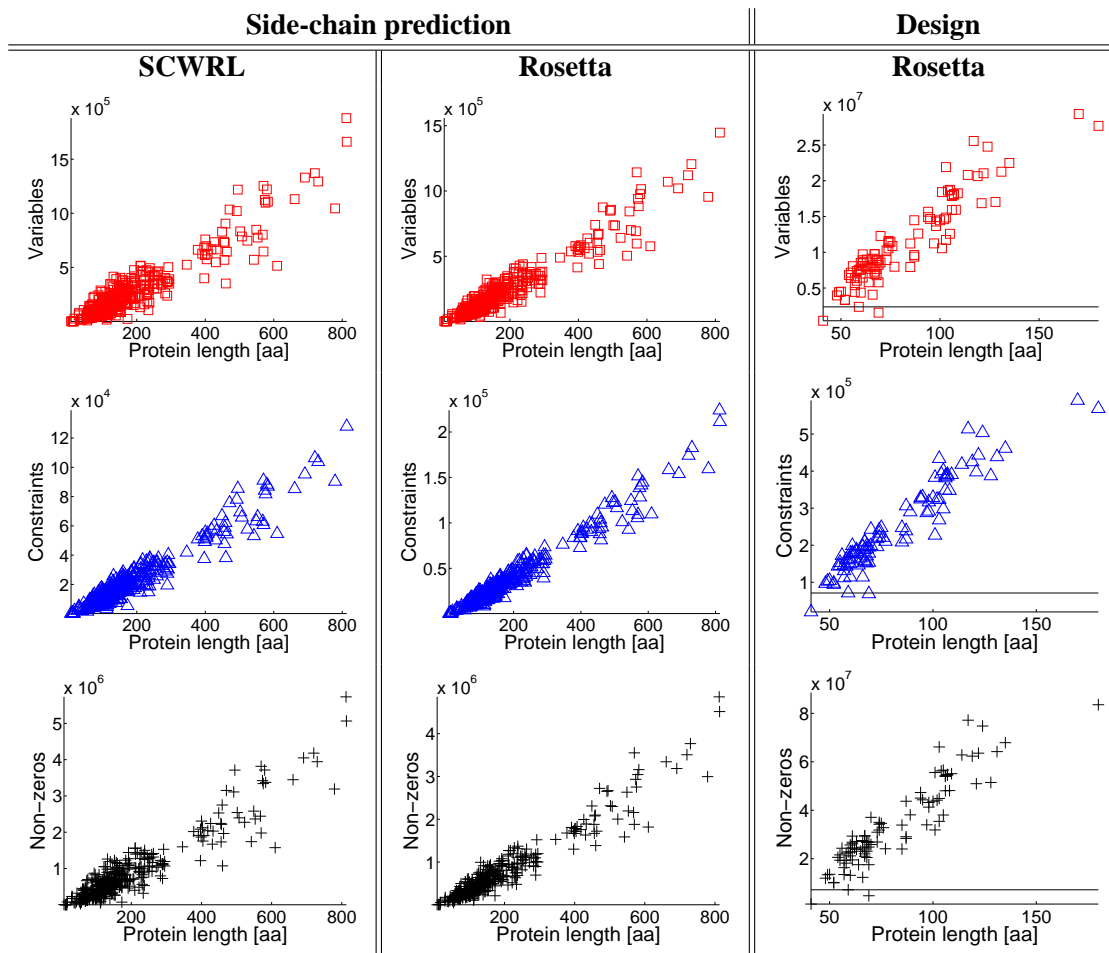 Side-chain prediction Design
SCWRL Rosetta Rosetta
x 10^5
15
10
5
Variables
200 400 600 800
Protein length [aa]
x 10^5
15
10
5
Variables
200 400 600 800
Protein length [aa]
x 10^7
2.5
2
1.5
1
0.5
Variables
50 100 150
Protein length [aa]
x 10^4
12
10
8
6
4
2
Constraints
200 400 600 800
Protein length [aa]
x 10^5
2
1.5
1
0.5
Constraints
200 400 600 800
Protein length [aa]
x 10^5
5
4
3
2
1
Constraints
50 100 150
Protein length [aa]
x 10^6
5
4
3
2
1
Non−zeros
200 400 600 800
Protein length [aa]
x 10^6
4
3
2
1
Non−zeros
200 400 600 800
Protein length [aa]
x 10^7
8
6
4
2
Non−zeros
50 100 150
Protein length [aa]